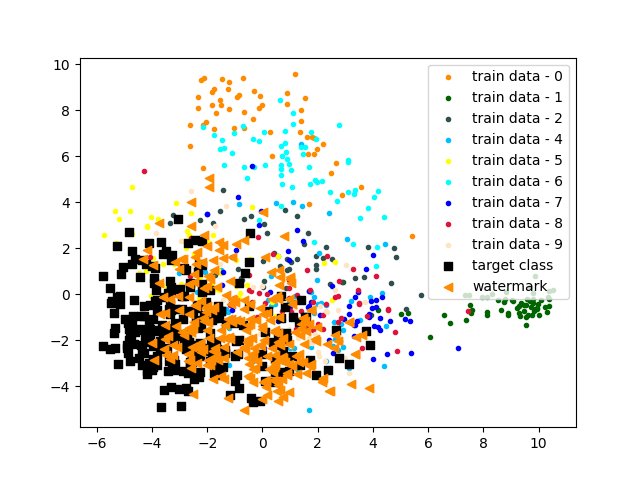 10
8
6
4
2
0
−2
−4
−6
−4
−2
0
2
4
6
8
10
train data - 0
train data - 1
train data - 2
train data - 4
train data - 5
train data - 6
train data - 7
train data - 8
train data - 9
target class
watermark